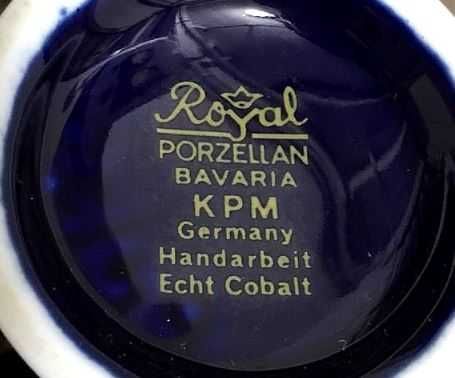 Royal
PORZELLAN
BAVARIA
KPM
Germany
Handarbeit
Echt Cobalt